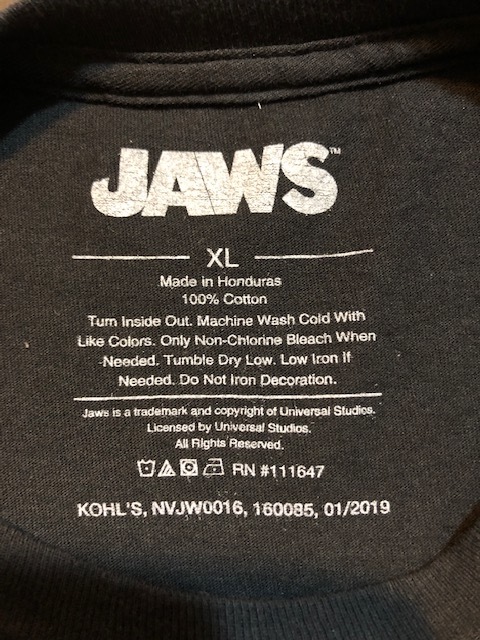 JAWS™
XL
Made in Honduras
100% Cotton
Turn Inside Out. Machine Wash Cold With
Like Colors. Only Non-Chlorine Bleach When
Needed. Tumble Dry Low. Low Iron If
Needed. Do Not Iron Decoration.
Jaws is a trademark and copyright of Universal Studios.
Licensed by Universal Studios.
All Rights Reserved.
RN #111647
KOHL'S, NVJW0016, 160085, 01/2019